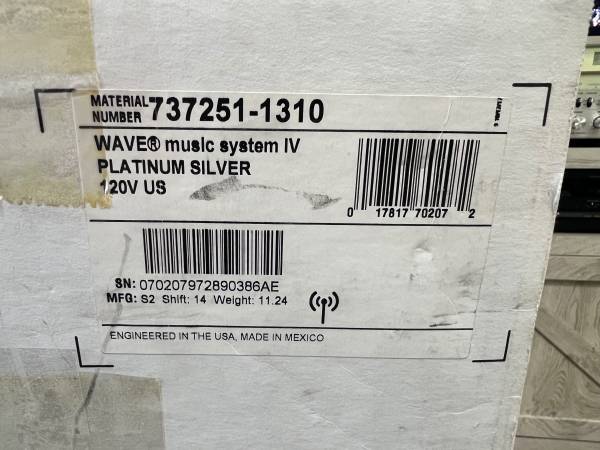 MATERIAL
NUMBER 737251-1310
WAVE® music system IV
PLATINUM SILVER
120V US
0 17817 70207 2
SN: 070207972890386AE
MFG: S2 Shift: 14 Weight: 11.24
ENGINEERED IN THE USA, MADE IN MEXICO